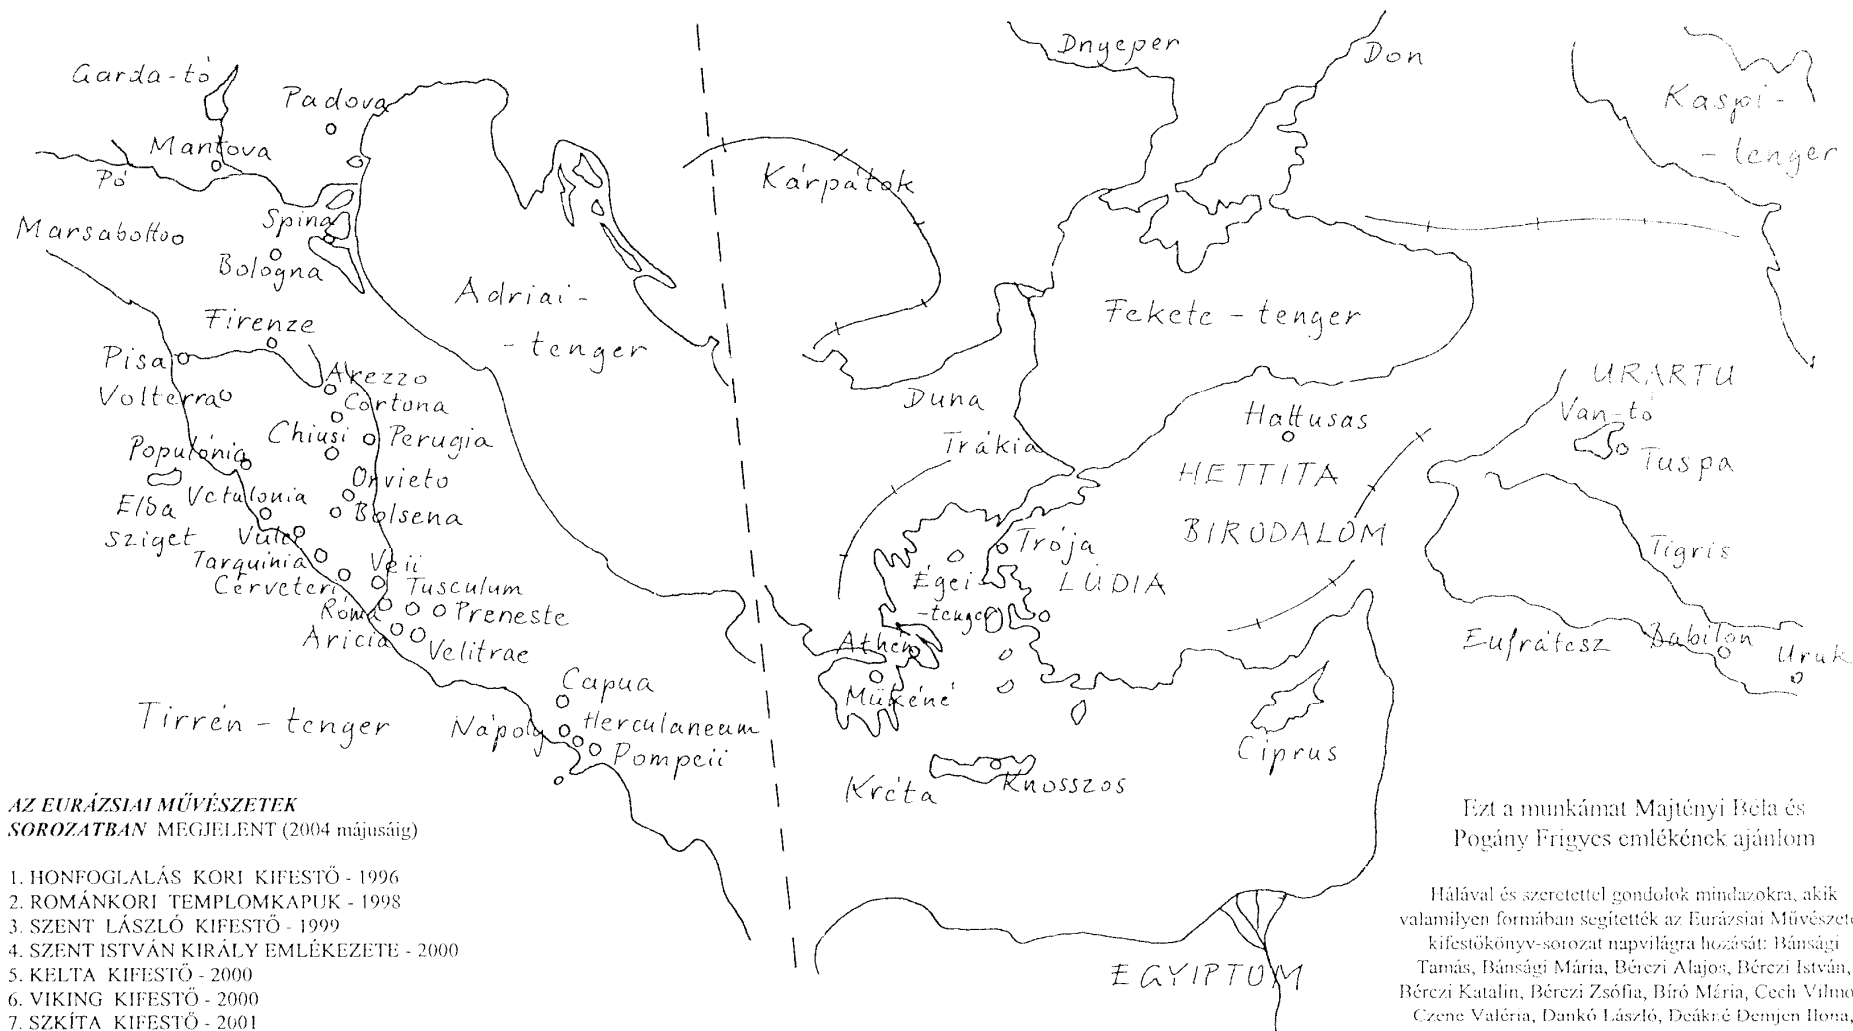 Garda-tó
Padova
Mantova
Pó
Spina
Marsabotto
Bologna
Firenze
Pisa
Arezzo
Volterra
Cortona
Chiusi
Perugia
Populónia
Orvieto
Elba
sziget
Vetulonia
Bolsena
Vulci
Tarquinia
Veii
Cerveteri
Tusculum
Róma
Preneste
Aricia
Velitrae
Capua
Tirrén-tenger
Nápoly
Herculaneum
Pompeii
Adriai-
-tenger
Dnyeper
Don
Kaspi-
-tenger
Kárpátok
Fekete-tenger
Duna
Trákia
URARTU
Van-tó
Tuspa
Hattusas
HETTITA
BIRODALOM
Trója
LÚDIA
Égei-
-tenger
Tigris
Eufrátesz
Babilon
Uruk
Athén
Mükéné
Ciprus
Kréta
Knosszos
EGYIPTUM
AZ EURÁZSIAI MŰVÉSZETEK
SOROZATBAN MEGJELENT (2004 májusáig)
1. HONFOGLALÁS KORI KIFESTŐ - 1996
2. ROMÁNKORI TEMPLOMKAPUK - 1998
3. SZENT LÁSZLÓ KIFESTŐ - 1999
4. SZENT ISTVÁN KIRÁLY EMLÉKEZETE - 2000
5. KELTA KIFESTŐ - 2000
6. VIKING KIFESTŐ - 2000
7. SZKÍTA KIFESTŐ - 2001
Ezt a munkámat Majtényi Béla és
Pogány Frigyes emlékének ajánlom
Hálával és szeretettel gondolok mindazokra, akik
valamilyen formában segítették az Eurázsiai Művészete
kifestőkönyv-sorozat napvilágra hozását: Bánsági
Tamás, Bánsági Mária, Bérczi Alajos, Bérczi István,
Bérczi Katalin, Bérczi Zsófia, Bíró Mária, Cech Vilmo
Czene Valéria, Dankó László, Deákné Demjén Ilona,